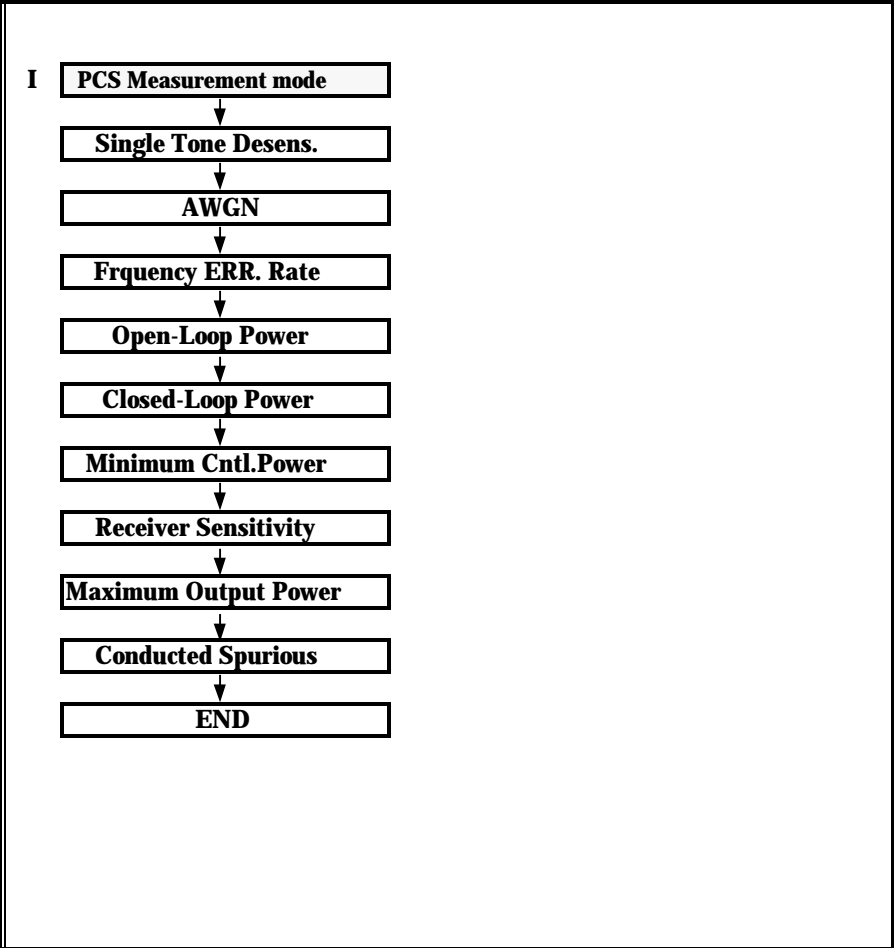 I PCS Measurement mode
Single Tone Desens.
AWGN
Frquency ERR. Rate
Open-Loop Power
Closed-Loop Power
Minimum Cntl.Power
Receiver Sensitivity
Maximum Output Power
Conducted Spurious
END